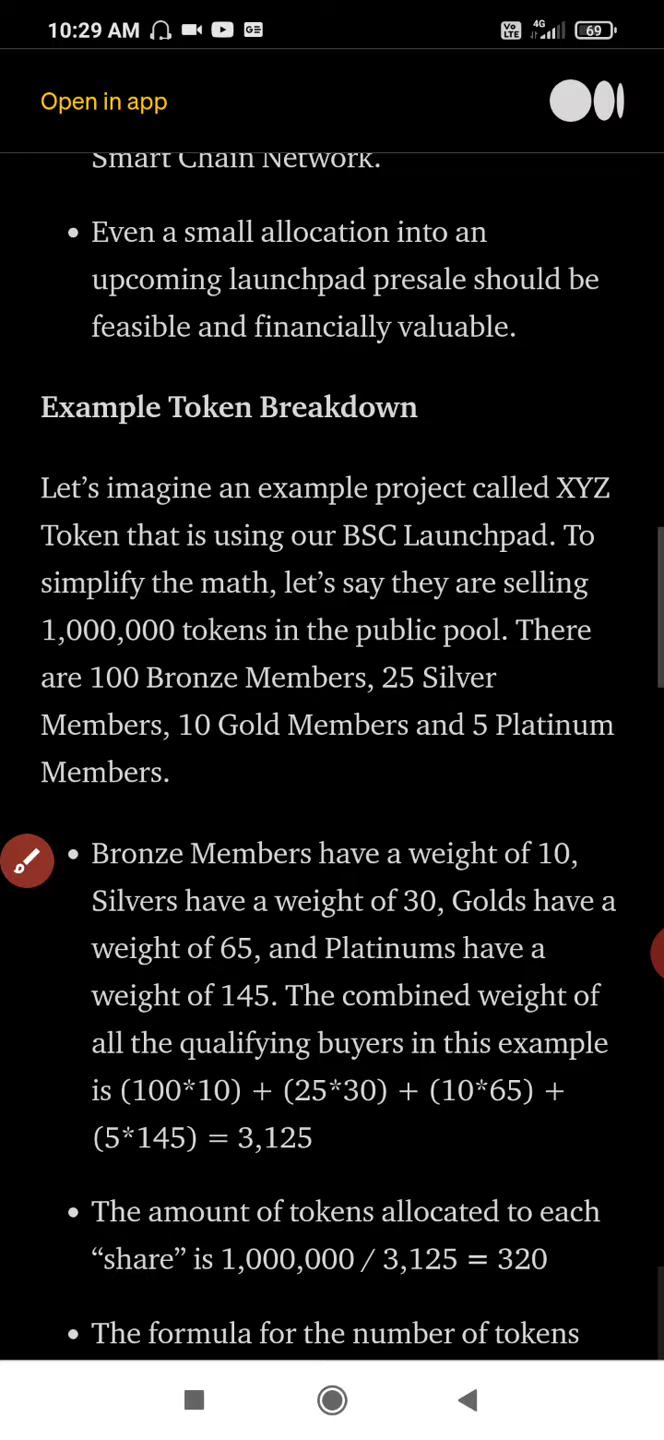 10:29 AM
Vo LTE 4G 69
Open in app
Smart Chain Network.
• Even a small allocation into an
upcoming launchpad presale should be
feasible and financially valuable.
Example Token Breakdown
Let’s imagine an example project called XYZ
Token that is using our BSC Launchpad. To
simplify the math, let’s say they are selling
1,000,000 tokens in the public pool. There
are 100 Bronze Members, 25 Silver
Members, 10 Gold Members and 5 Platinum
Members.
• Bronze Members have a weight of 10,
Silvers have a weight of 30, Golds have a
weight of 65, and Platinums have a
weight of 145. The combined weight of
all the qualifying buyers in this example
is (100*10) + (25*30) + (10*65) +
(5*145) = 3,125
• The amount of tokens allocated to each
“share” is 1,000,000 / 3,125 = 320
• The formula for the number of tokens